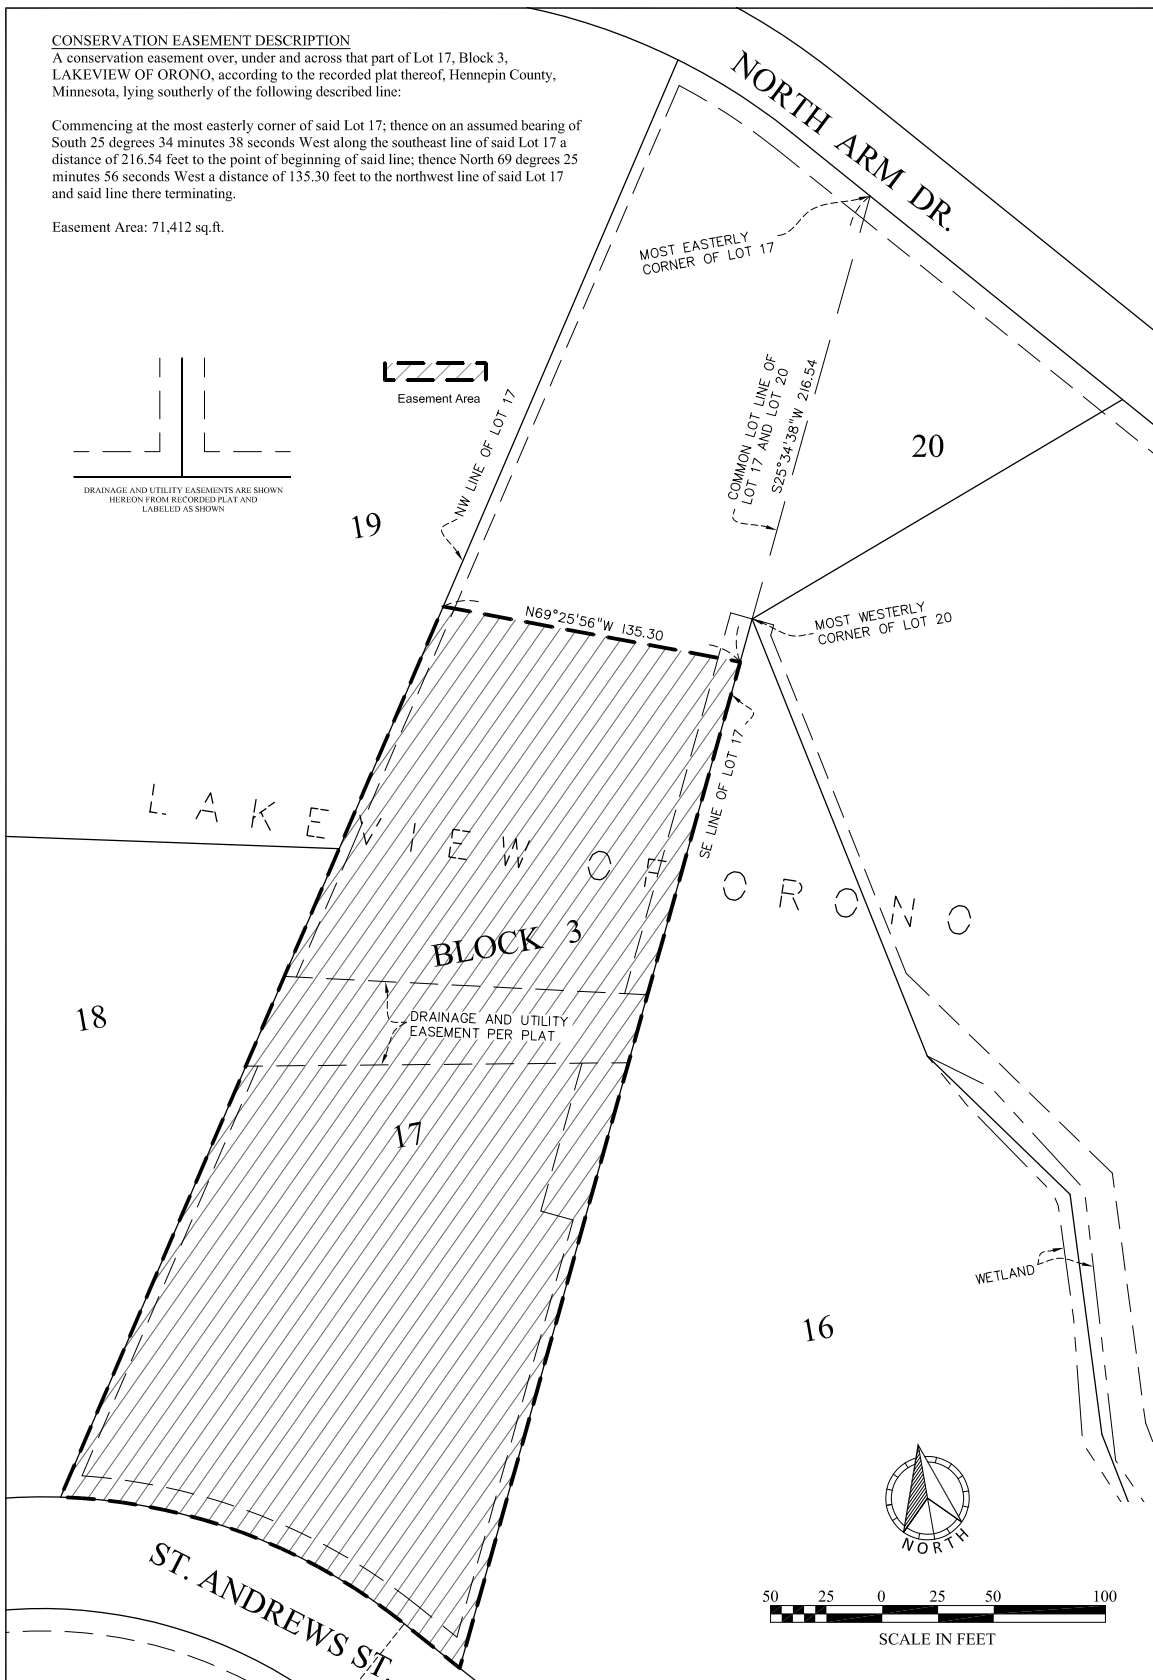 CONSERVATION EASEMENT DESCRIPTION
A conservation easement over, under and across that part of Lot 17, Block 3,
LAKEVIEW OF ORONO, according to the recorded plat thereof, Hennepin County,
Minnesota, lying southerly of the following described line:
Commencing at the most easterly corner of said Lot 17; thence on an assumed bearing of
South 25 degrees 34 minutes 38 seconds West along the southeast line of said Lot 17 a
distance of 216.54 feet to the point of beginning of said line; thence North 69 degrees 25
minutes 56 seconds West a distance of 135.30 feet to the northwest line of said Lot 17
and said line there terminating.
Easement Area: 71,412 sq.ft.
NORTH ARM DR.
MOST EASTERLY
CORNER OF LOT 17
Easement Area
DRAINAGE AND UTILITY EASEMENTS ARE SHOWN
HEREON FROM RECORDED PLAT AND
LABELED AS SHOWN
NW LINE OF LOT 17
COMMON LOT LINE OF
LOT 17 AND LOT 20
S25°34'38"W 216.54
20
19
N69°25'56"W 135.30
MOST WESTERLY
CORNER OF LOT 20
SE LINE OF LOT 17
LAKEVIEW OF ORONO
BLOCK 3
18
DRAINAGE AND UTILITY
EASEMENT PER PLAT
17
WETLAND
16
NORTH
ST. ANDREWS ST.
50 25 0 25 50 100
SCALE IN FEET